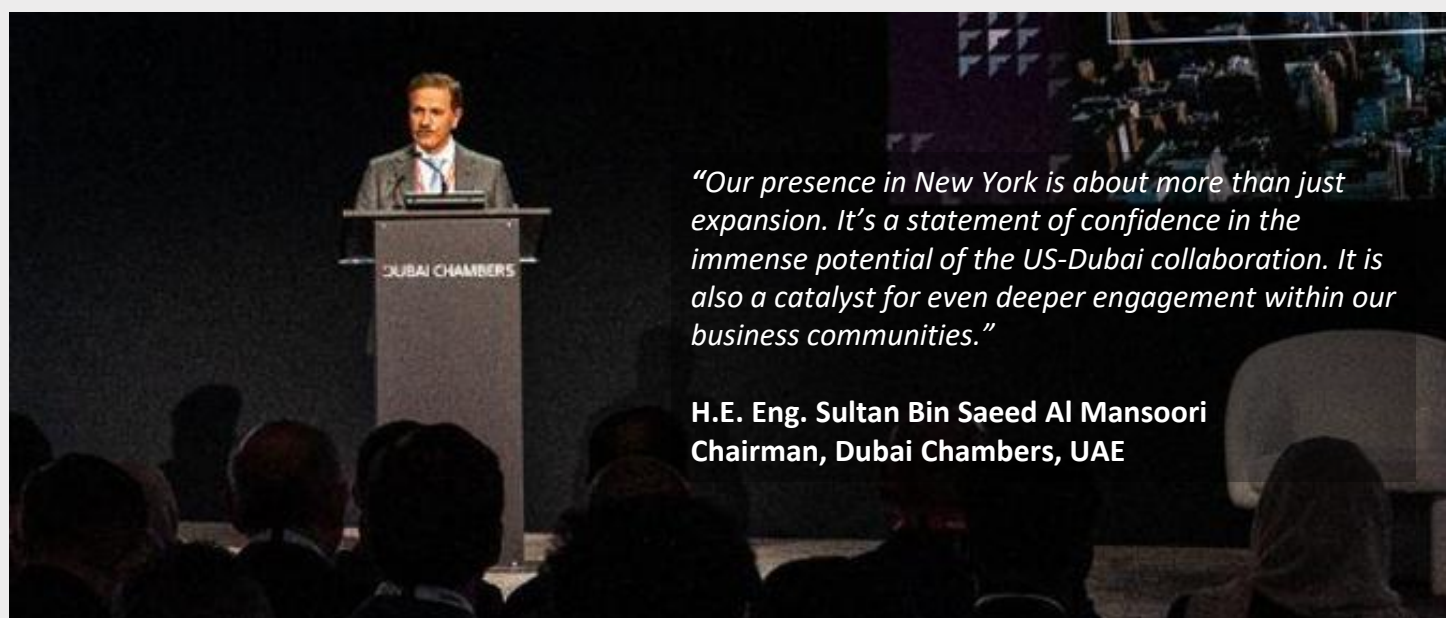 DUBAI CHAMBERS
“Our presence in New York is about more than just
expansion. It’s a statement of confidence in the
immense potential of the US-Dubai collaboration. It is
also a catalyst for even deeper engagement within our
business communities.”
H.E. Eng. Sultan Bin Saeed Al Mansoori
Chairman, Dubai Chambers, UAE